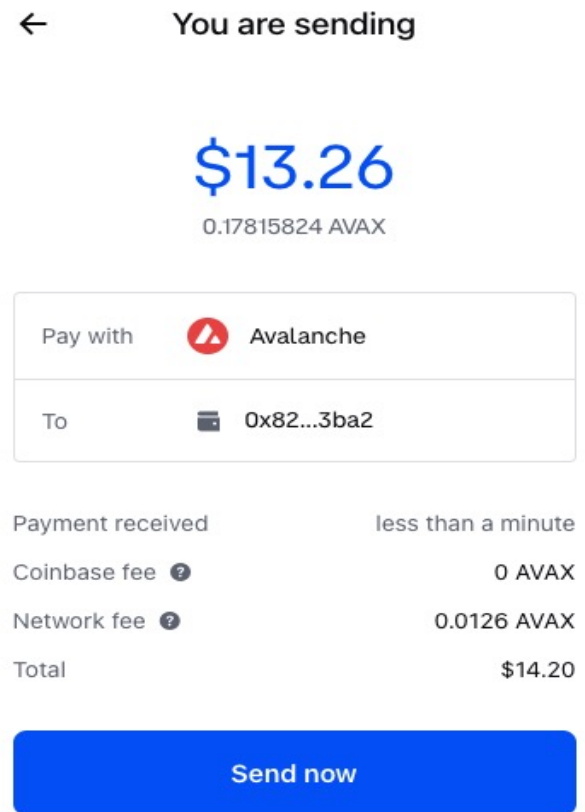 You are sending
$13.26
0.17815824 AVAX
Pay with Avalanche
To 0x82...3ba2
Payment received less than a minute
Coinbase fee ? 0 AVAX
Network fee ? 0.0126 AVAX
Total $14.20
Send now